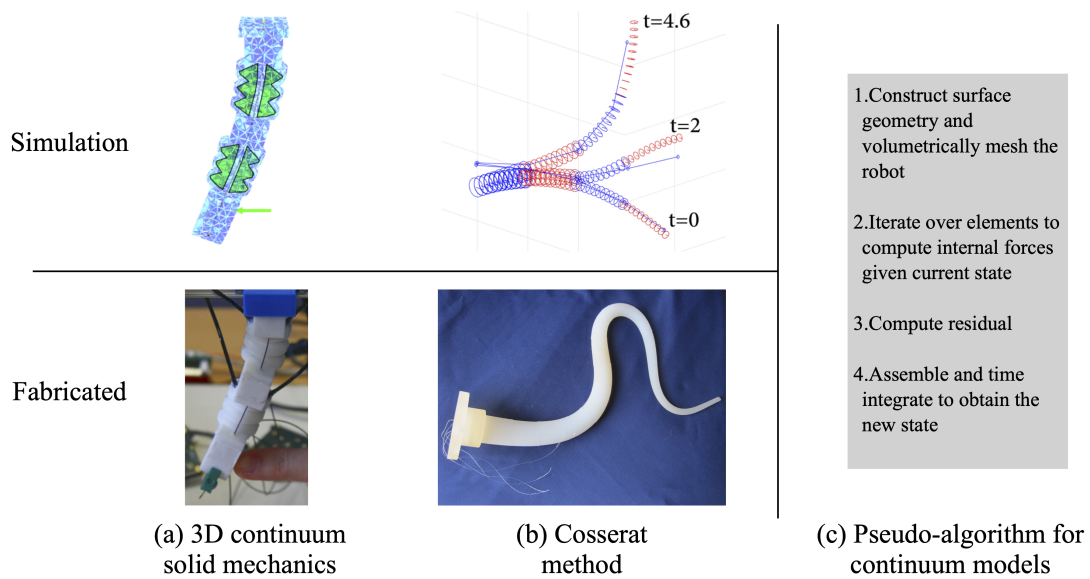 Simulation
Fabricated
t=4.6
t=2
t=0
(a) 3D continuum
solid mechanics
(b) Cosserat
method
1.Construct surface
geometry and
volumetrically mesh the
robot
2.Iterate over elements to
compute internal forces
given current state
3.Compute residual
4.Assemble and time
integrate to obtain the
new state
(c) Pseudo-algorithm for
continuum models